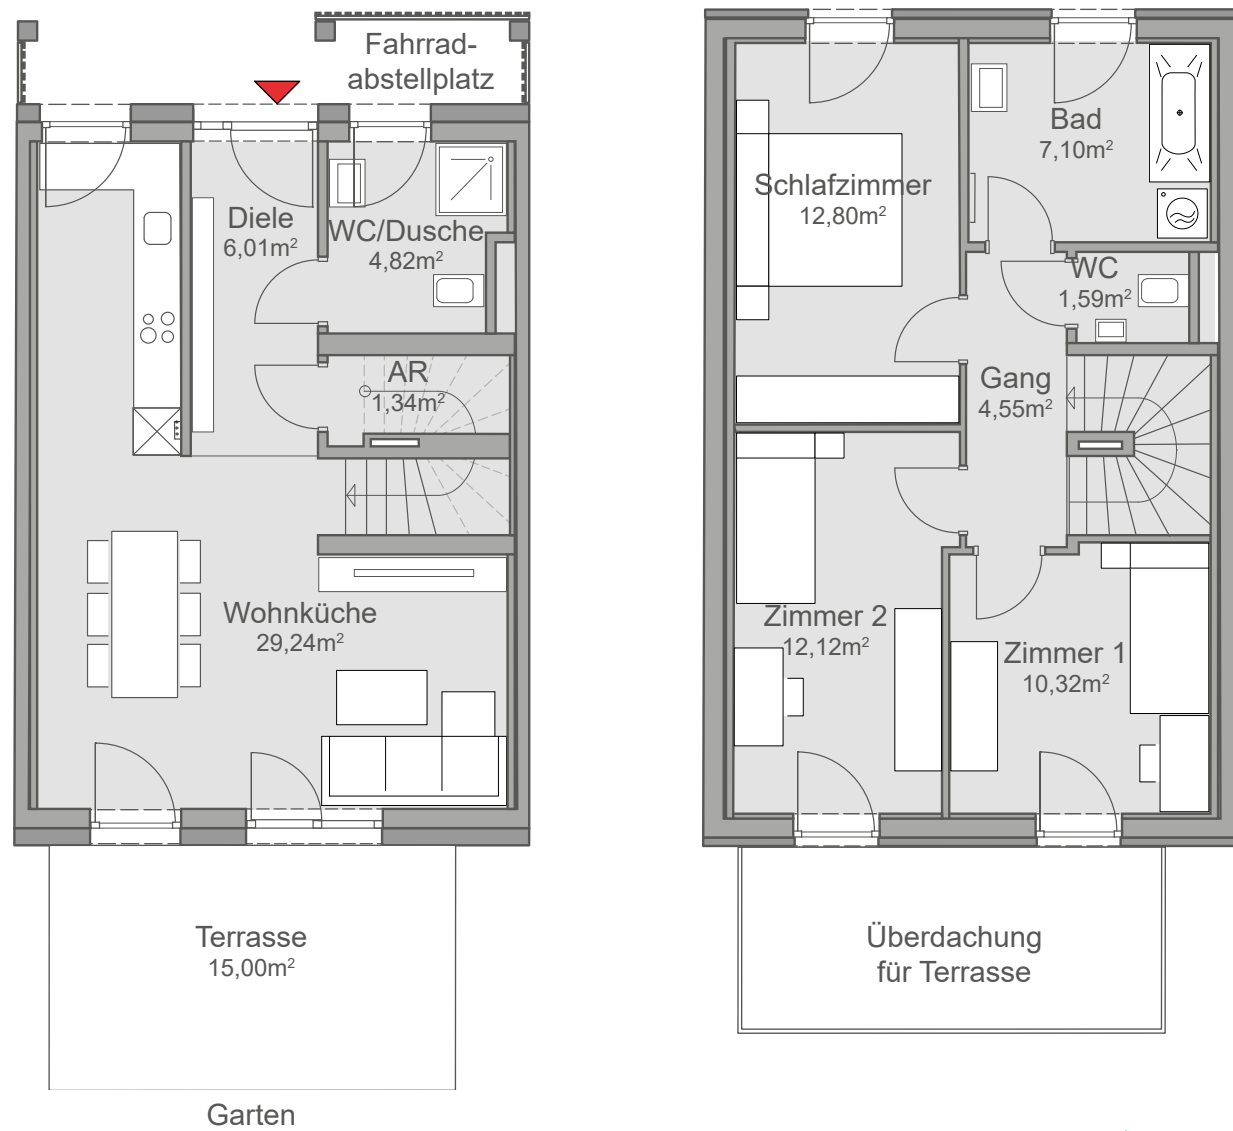 Fahrrad-
abstellplatz
Diele
6,01m²
WC/Dusche
4,82m²
AR
1,34m²
Wohnküche
29,24m²
Terrasse
15,00m²
Garten
Schlafzimmer
12,80m²
Bad
7,10m²
WC
1,59m²
Gang
4,55m²
Zimmer 2
12,12m²
Zimmer 1
10,32m²
Überdachung
für Terrasse